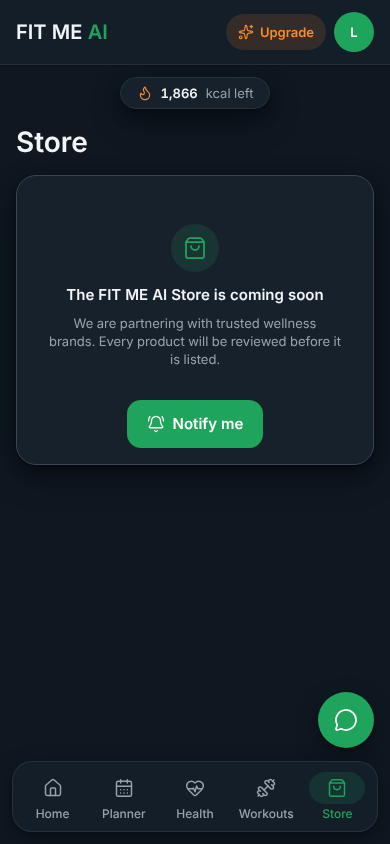 FIT ME AI
Upgrade
L
1,866 kcal left
Store
The FIT ME AI Store is coming soon
We are partnering with trusted wellness
brands. Every product will be reviewed before it
is listed.
Notify me
Home
Planner
Health
Workouts
Store